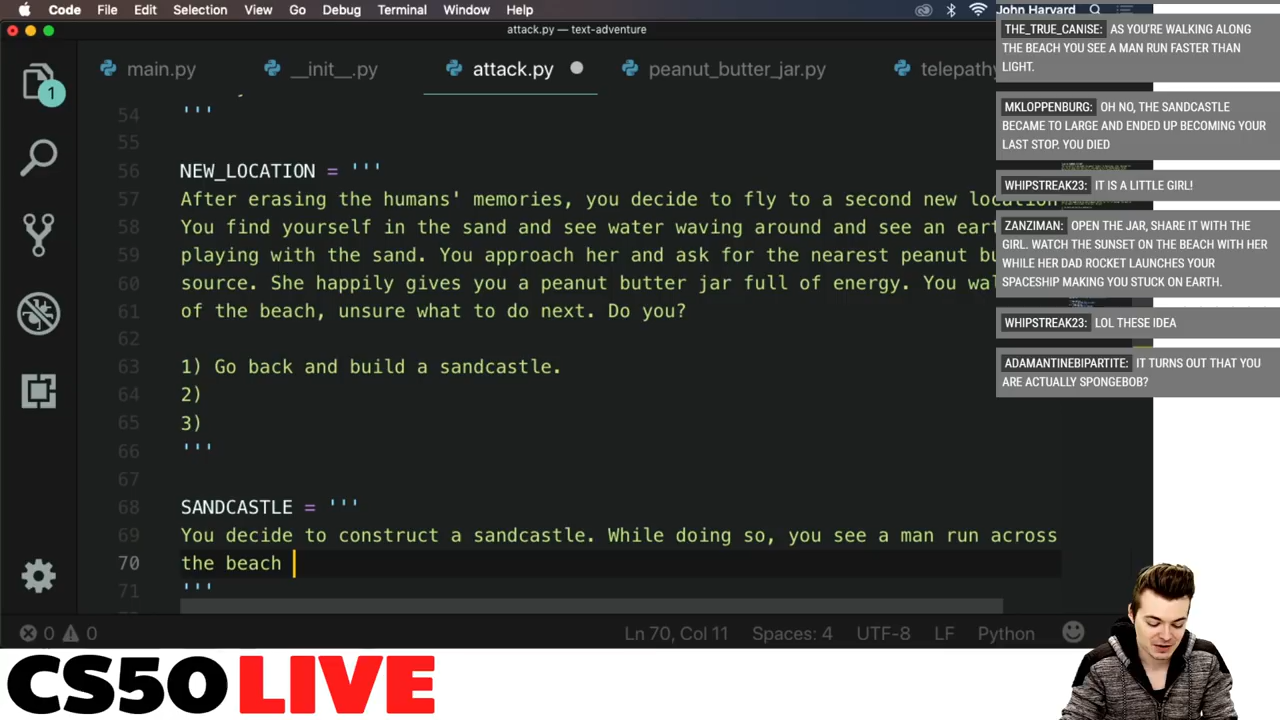 Code File Edit Selection View Go Debug Terminal Window Help John Harvard
attack.py — text-adventure
main.py __init__.py attack.py peanut_butter_jar.py telepathy
1
54 '''
55
56 NEW_LOCATION = '''
57 After erasing the humans' memories, you decide to fly to a second new location
58 You find yourself in the sand and see water waving around and see an eart
59 playing with the sand. You approach her and ask for the nearest peanut bu
60 source. She happily gives you a peanut butter jar full of energy. You wal
61 of the beach, unsure what to do next. Do you?
62
63 1) Go back and build a sandcastle.
64 2)
65 3)
66 '''
67
68 SANDCASTLE = '''
69 You decide to construct a sandcastle. While doing so, you see a man run across
70 the beach
71 '''
0 0 Ln 70, Col 11 Spaces: 4 UTF-8 LF Python
THE_TRUE_CANISE: AS YOU'RE WALKING ALONG
THE BEACH YOU SEE A MAN RUN FASTER THAN
LIGHT.
MKLOPPENBURG: OH NO, THE SANDCASTLE
BECAME TO LARGE AND ENDED UP BECOMING YOUR
LAST STOP. YOU DIED
WHIPSTREAK23: IT IS A LITTLE GIRL!
ZANZIMAN: OPEN THE JAR, SHARE IT WITH THE
GIRL. WATCH THE SUNSET ON THE BEACH WITH HER
WHILE HER DAD ROCKET LAUNCHES YOUR
SPACESHIP MAKING YOU STUCK ON EARTH.
WHIPSTREAK23: LOL THESE IDEA
ADAMANTINEBIPARTITE: IT TURNS OUT THAT YOU
ARE ACTUALLY SPONGEBOB?
CS50 LIVE